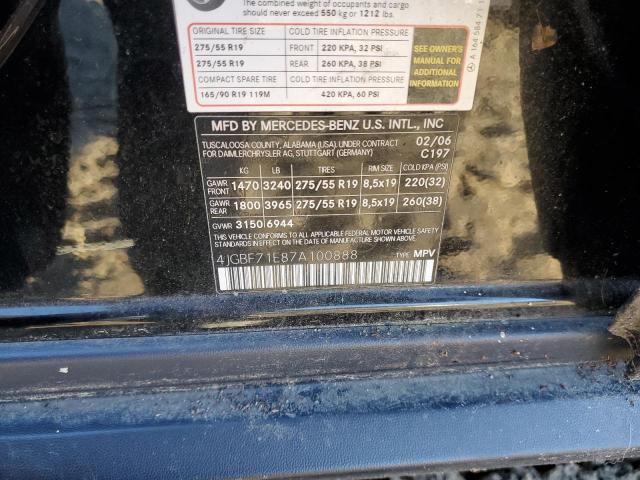 The combined weight of occupants and cargo
should never exceed 550 kg or 1212 lbs.
ORIGINAL TIRE SIZE COLD TIRE INFLATION PRESSURE
275/55 R19 FRONT 220 KPA, 32 PSI
275/55 R19 REAR 260 KPA, 38 PSI
COMPACT SPARE TIRE COLD TIRE INFLATION PRESSURE
165/90 R19 119M 420 KPA, 60 PSI
SEE OWNER'S
MANUAL FOR
ADDITIONAL
INFORMATION
A 164 584
MFD BY MERCEDES-BENZ U.S. INTL., INC
TUSCALOOSA COUNTY, ALABAMA (USA), UNDER CONTRACT 02/06
FOR DAIMLERCHRYSLER AG, STUTTGART (GERMANY) C197
KG LB TIRE SIZE RIM SIZE COLD KPA (PSI)
GAWR FRONT 1470 3240 275/55 R19 8,5x19 220(32)
GAWR REAR 1800 3965 275/55 R19 8,5x19 260(38)
GVWR 3150 6944
THIS VEHICLE CONFORMS TO ALL APPLICABLE FEDERAL MOTOR
VEHICLE SAFETY STANDARDS IN EFFECT ON THE
DATE OF MANUFACTURE SHOWN ABOVE.
4JGBF71E87A100888 TYPE MPV